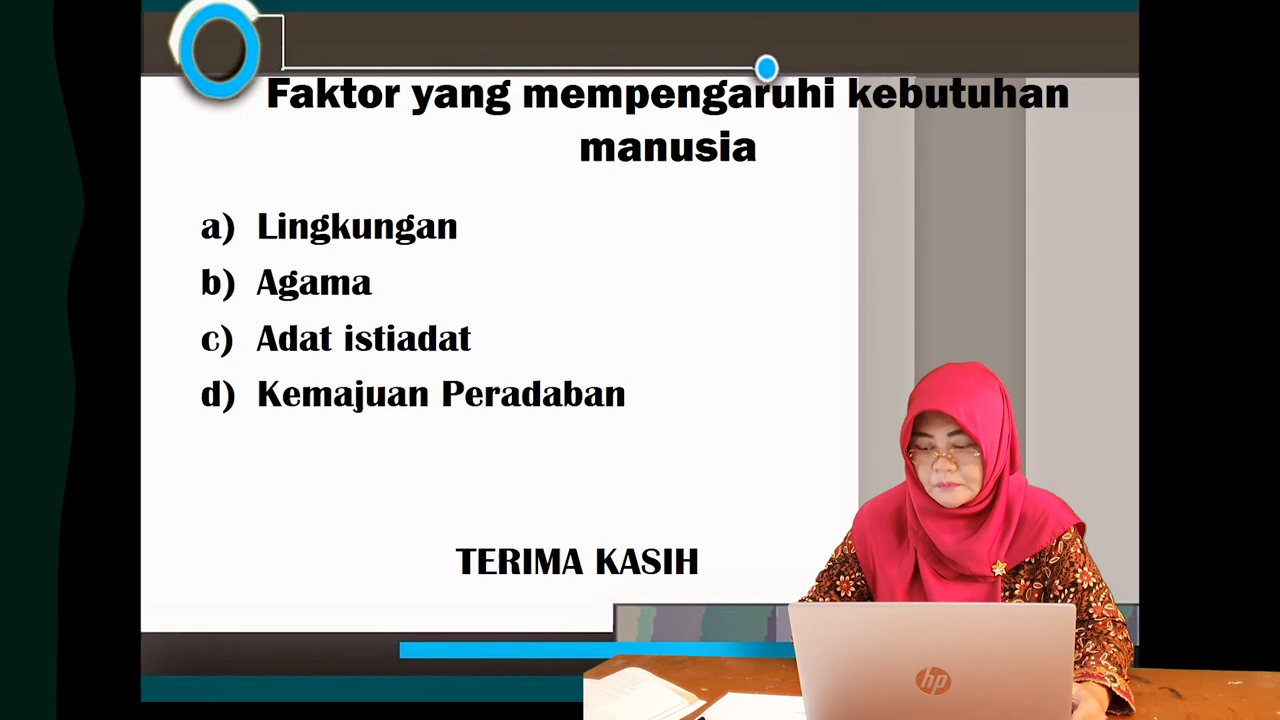 Faktor yang mempengaruhi kebutuhan
manusia
a) Lingkungan
b) Agama
c) Adat istiadat
d) Kemajuan Peradaban
TERIMA KASIH
hp